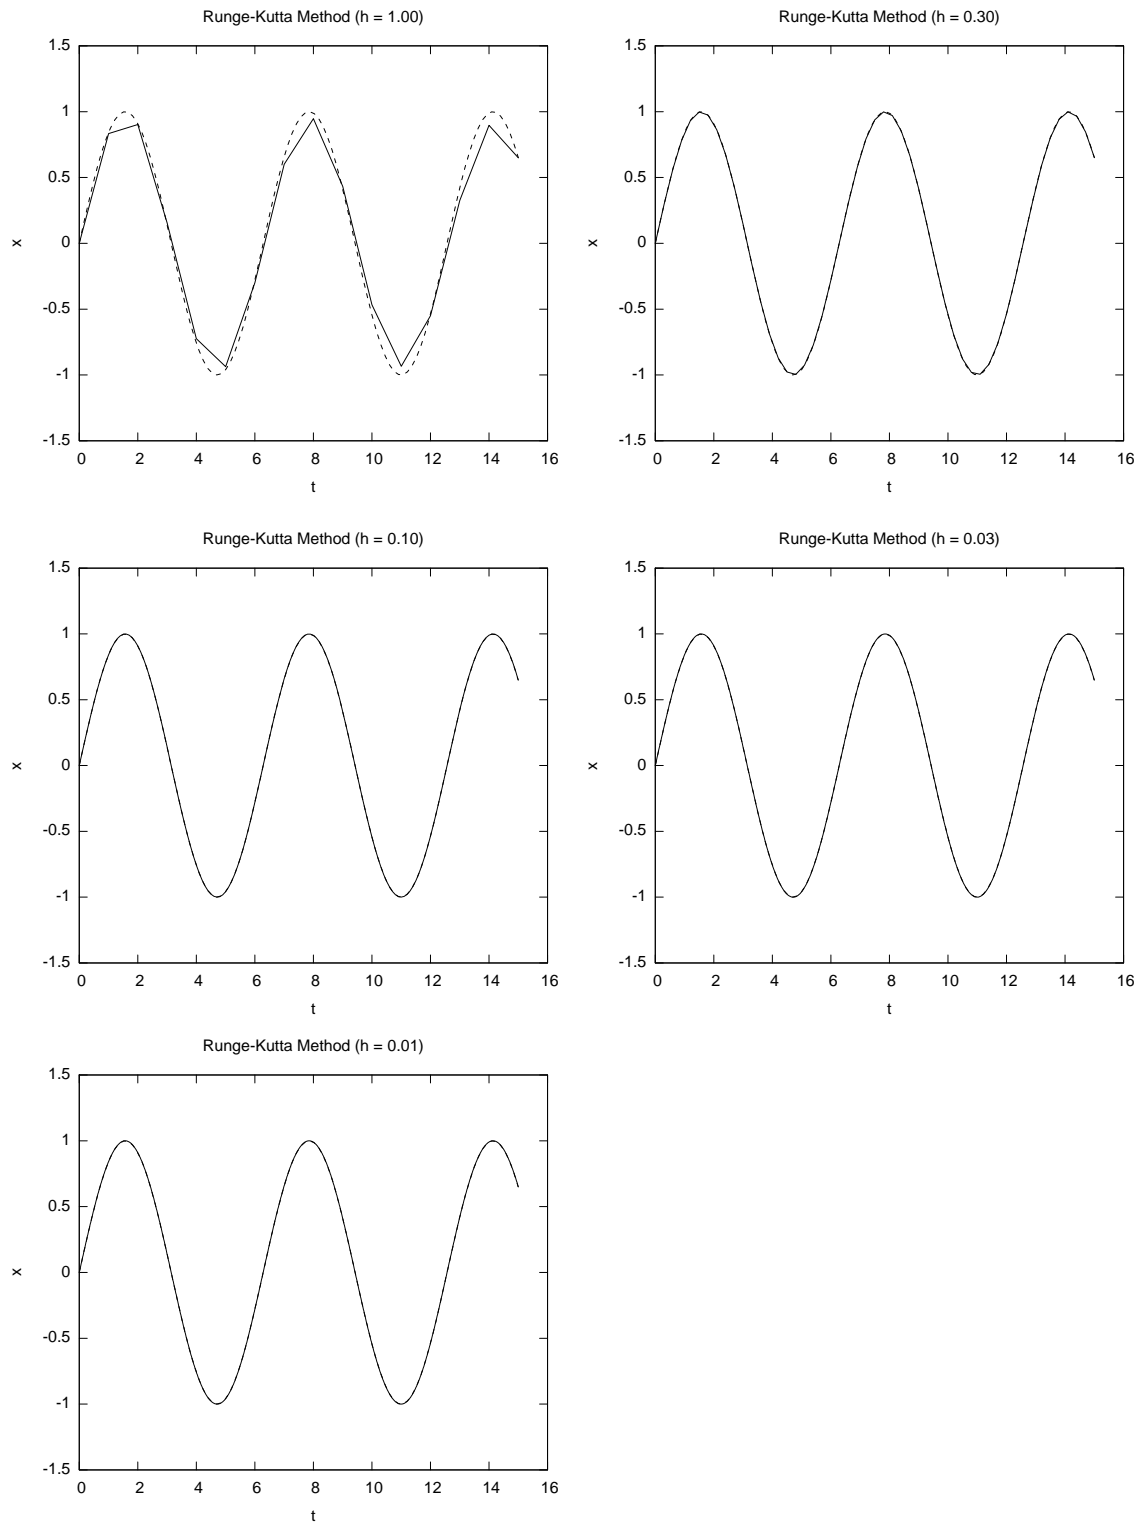 Runge-Kutta Method (h = 1.00)
1.5
1
0.5
0
-0.5
-1
-1.5
x
0 2 4 6 8 10 12 14 16
t
Runge-Kutta Method (h = 0.30)
1.5
1
0.5
0
-0.5
-1
-1.5
x
0 2 4 6 8 10 12 14 16
t
Runge-Kutta Method (h = 0.10)
1.5
1
0.5
0
-0.5
-1
-1.5
x
0 2 4 6 8 10 12 14 16
t
Runge-Kutta Method (h = 0.03)
1.5
1
0.5
0
-0.5
-1
-1.5
x
0 2 4 6 8 10 12 14 16
t
Runge-Kutta Method (h = 0.01)
1.5
1
0.5
0
-0.5
-1
-1.5
x
0 2 4 6 8 10 12 14 16
t